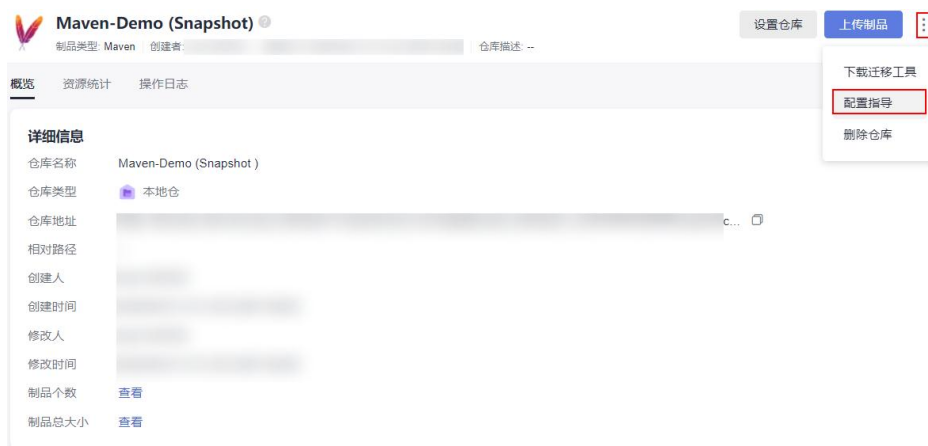 Maven-Demo (Snapshot)
设置仓库
上传制品
制品类型: Maven 创建者: 仓库描述: --
下载迁移工具
概览 资源统计 操作日志
配置指导
删除仓库
详细信息
仓库名称 Maven-Demo (Snapshot )
仓库类型 本地仓
仓库地址 c...
相对路径
创建人
创建时间
修改人
修改时间
制品个数 查看
制品总大小 查看